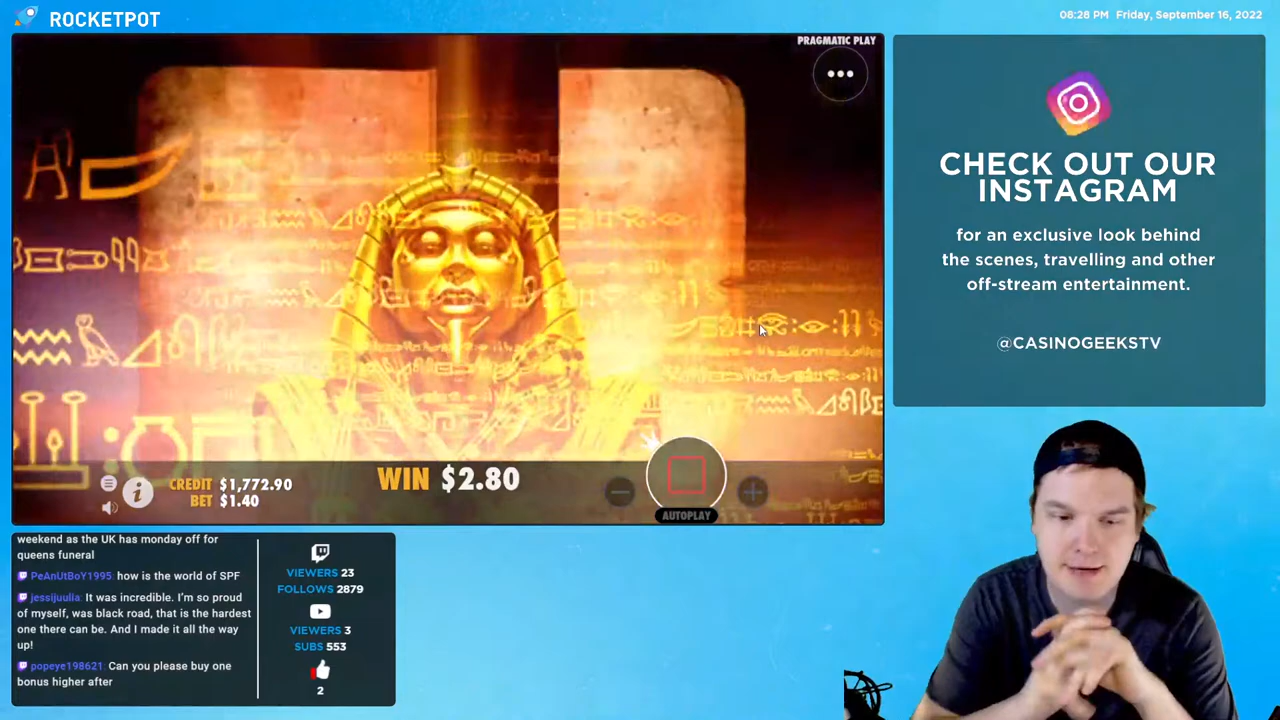 ROCKETPOT
08:28 PM Friday, September 16, 2022
PRAGMATIC PLAY
CREDIT $1,772.90
BET $1.40
WIN $2.80
AUTOPLAY
CHECK OUT OUR
INSTAGRAM
for an exclusive look behind
the scenes, travelling and other
off-stream entertainment.
@CASINOGEEKSTV
weekend as the UK has monday off for
queens funeral
PeAnUtBoY1995: how is the world of SPF
jessijuulia: It was incredible. I'm so proud
of myself, was black road, that is the hardest
one there can be. And I made it all the way
up!
popeye198621: Can you please buy one
bonus higher after
VIEWERS 23
FOLLOWS 2879
VIEWERS 3
SUBS 553
2